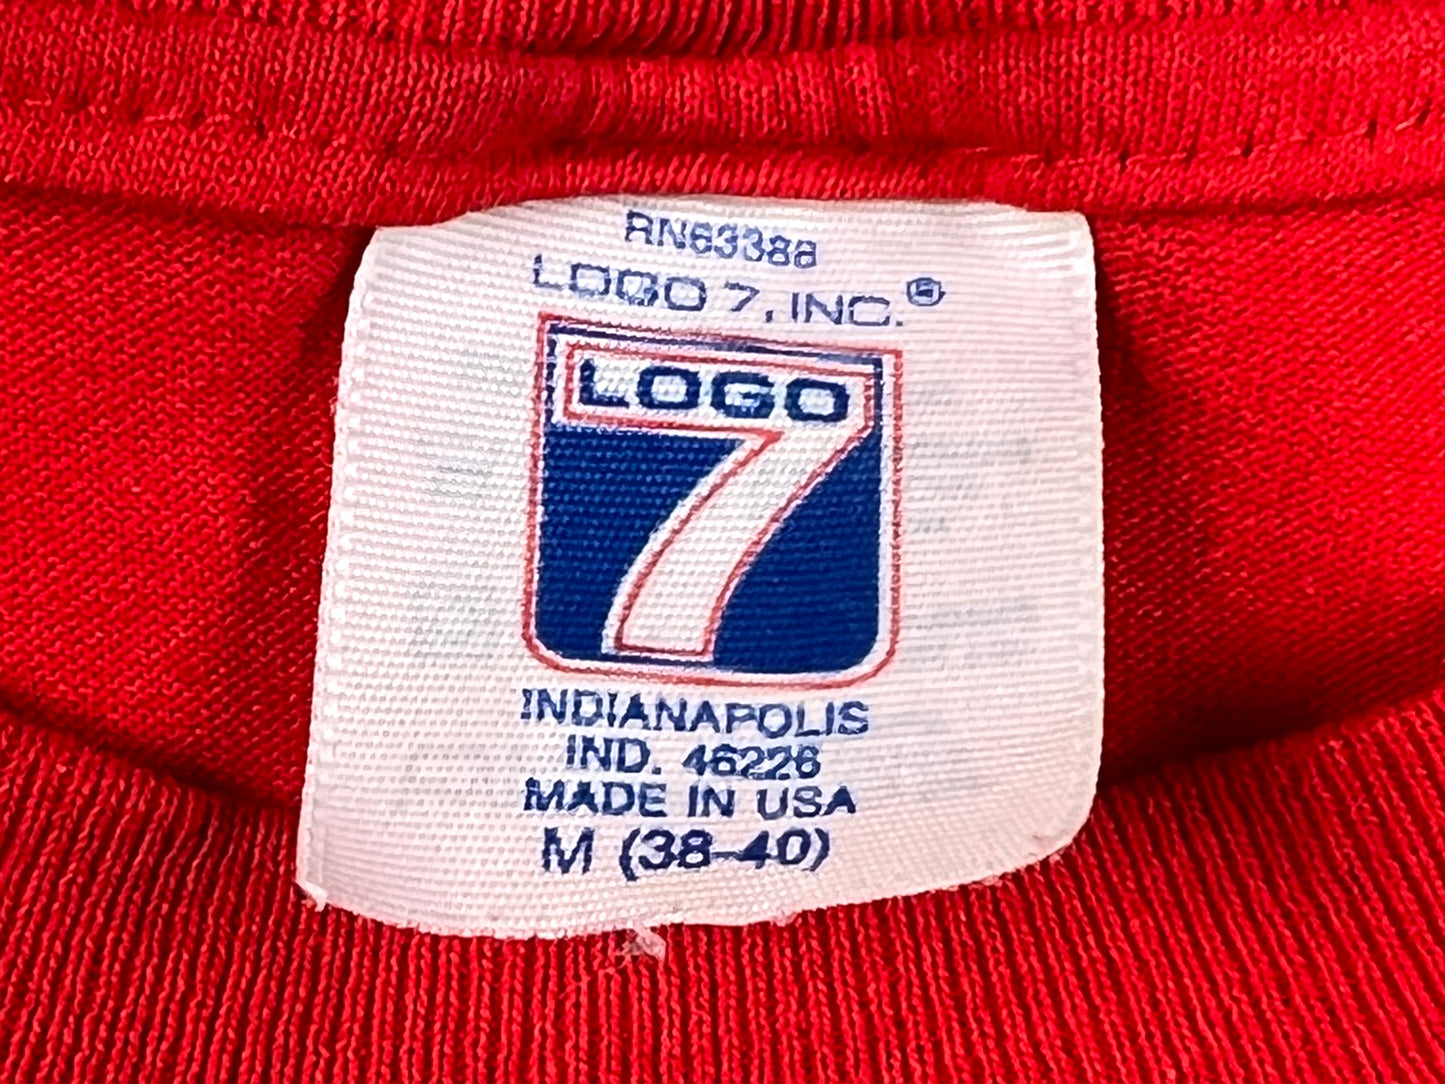 RN63388
LOGO 7, INC.®
LOGO
7
INDIANAPOLIS
IND. 46226
MADE IN USA
M (38-40)